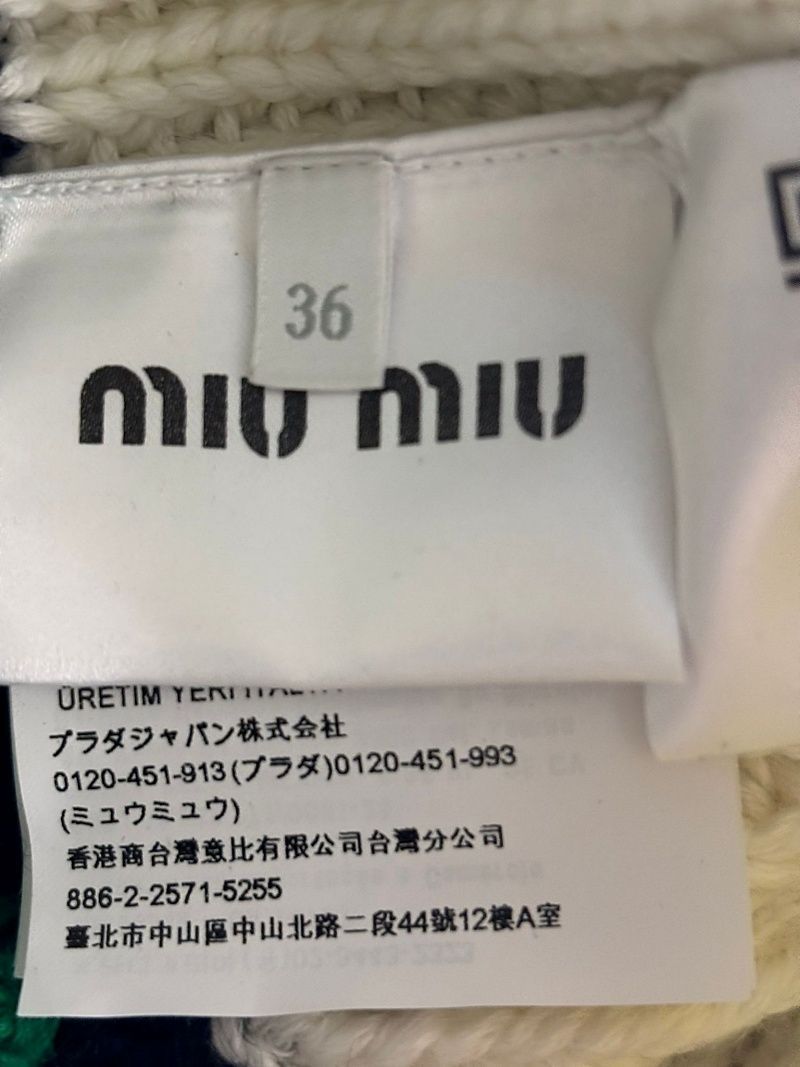 36
miu miu
ÜRETIM YERI ITALYA
プラダジャパン株式会社
0120-451-913(プラダ)0120-451-993
(ミュウミュウ)
香港商台灣意比有限公司台灣分公司
886-2-2571-5255
臺北市中山區中山北路二段44號12樓A室